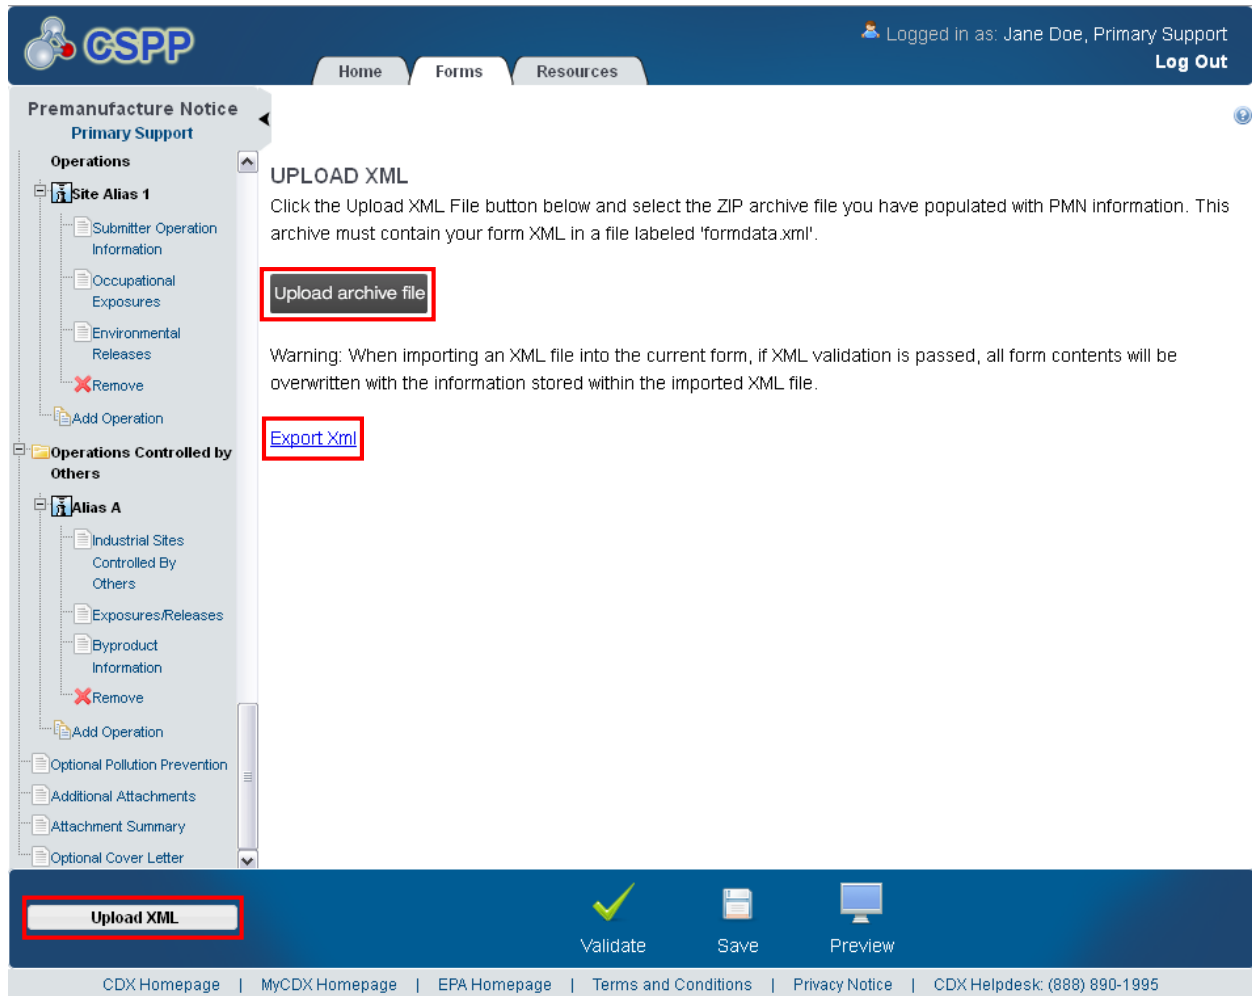 CSPP
Logged in as: Jane Doe, Primary Support
Log Out
Home
Forms
Resources
Premanufacture Notice
Primary Support
Operations
Site Alias 1
Submitter Operation
Information
Occupational
Exposures
Environmental
Releases
Remove
Add Operation
Operations Controlled by
Others
Alias A
Industrial Sites
Controlled By
Others
Exposures/Releases
Byproduct
Information
Remove
Add Operation
Optional Pollution Prevention
Additional Attachments
Attachment Summary
Optional Cover Letter
UPLOAD XML
Click the Upload XML File button below and select the ZIP archive file you have populated with PMN information. This
archive must contain your form XML in a file labeled 'formdata.xml'.
Upload archive file
Warning: When importing an XML file into the current form, if XML validation is passed, all form contents will be
overwritten with the information stored within the imported XML file.
Export Xml
Upload XML
Validate
Save
Preview
CDX Homepage | MyCDX Homepage | EPA Homepage | Terms and Conditions | Privacy Notice | CDX Helpdesk: (888) 890-1995